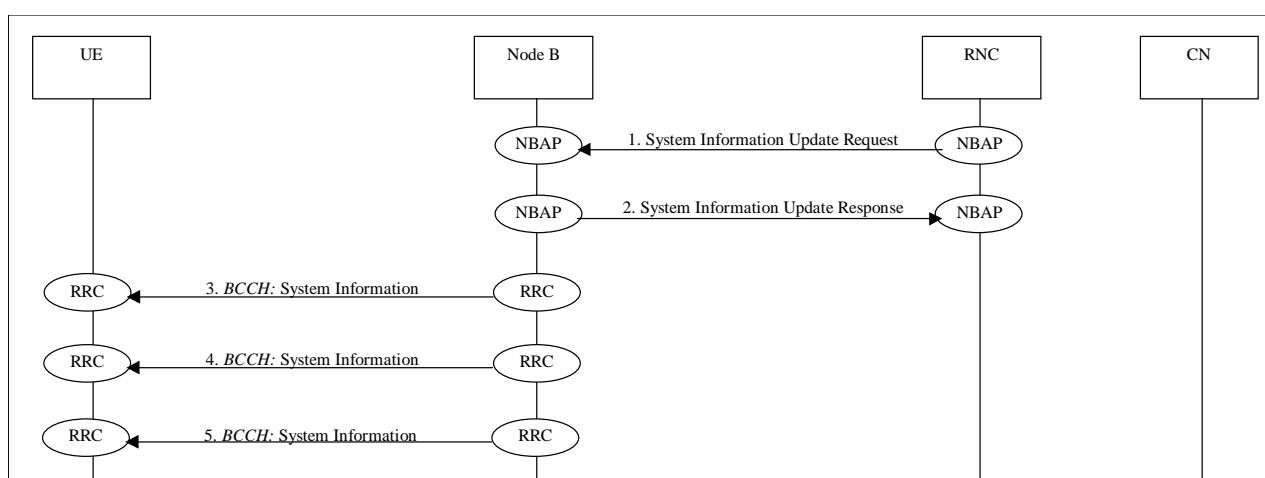 UE Node B RNC CN
NBAP 1. System Information Update Request NBAP
NBAP 2. System Information Update Response NBAP
RRC 3. BCCH: System Information RRC
RRC 4. BCCH: System Information RRC
RRC 5. BCCH: System Information RRC